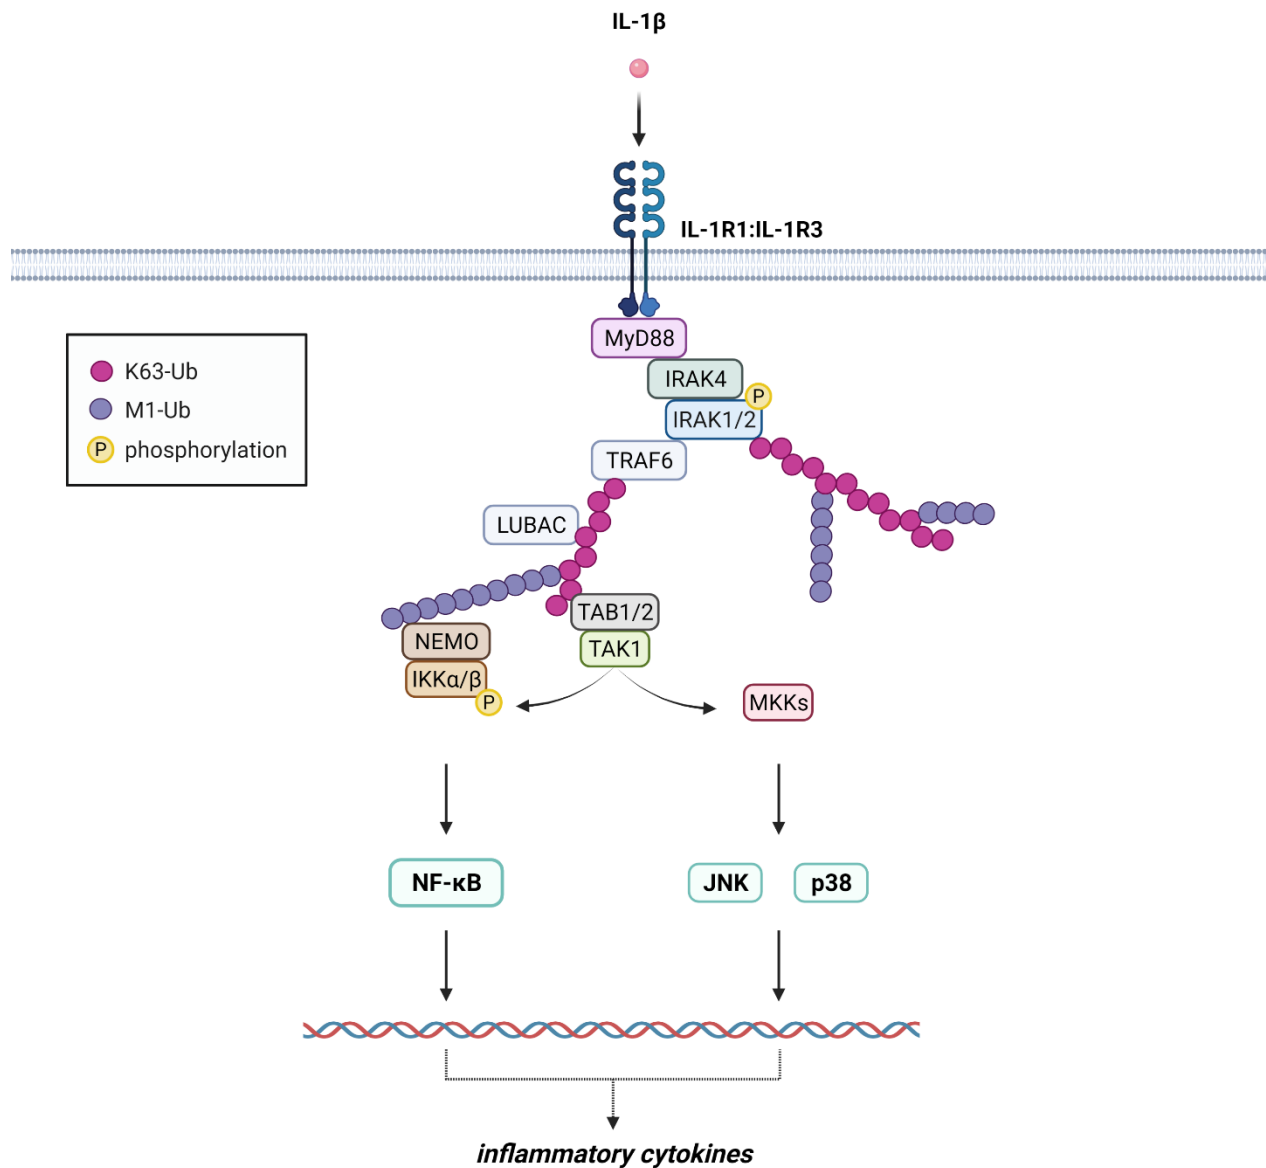 IL-1β
IL-1R1:IL-1R3
MyD88
K63-Ub
M1-Ub
P phosphorylation
IRAK4
P
IRAK1/2
TRAF6
LUBAC
TAB1/2
NEMO
TAK1
IKKα/β
P
MKKs
NF-κB
JNK
p38
inflammatory cytokines